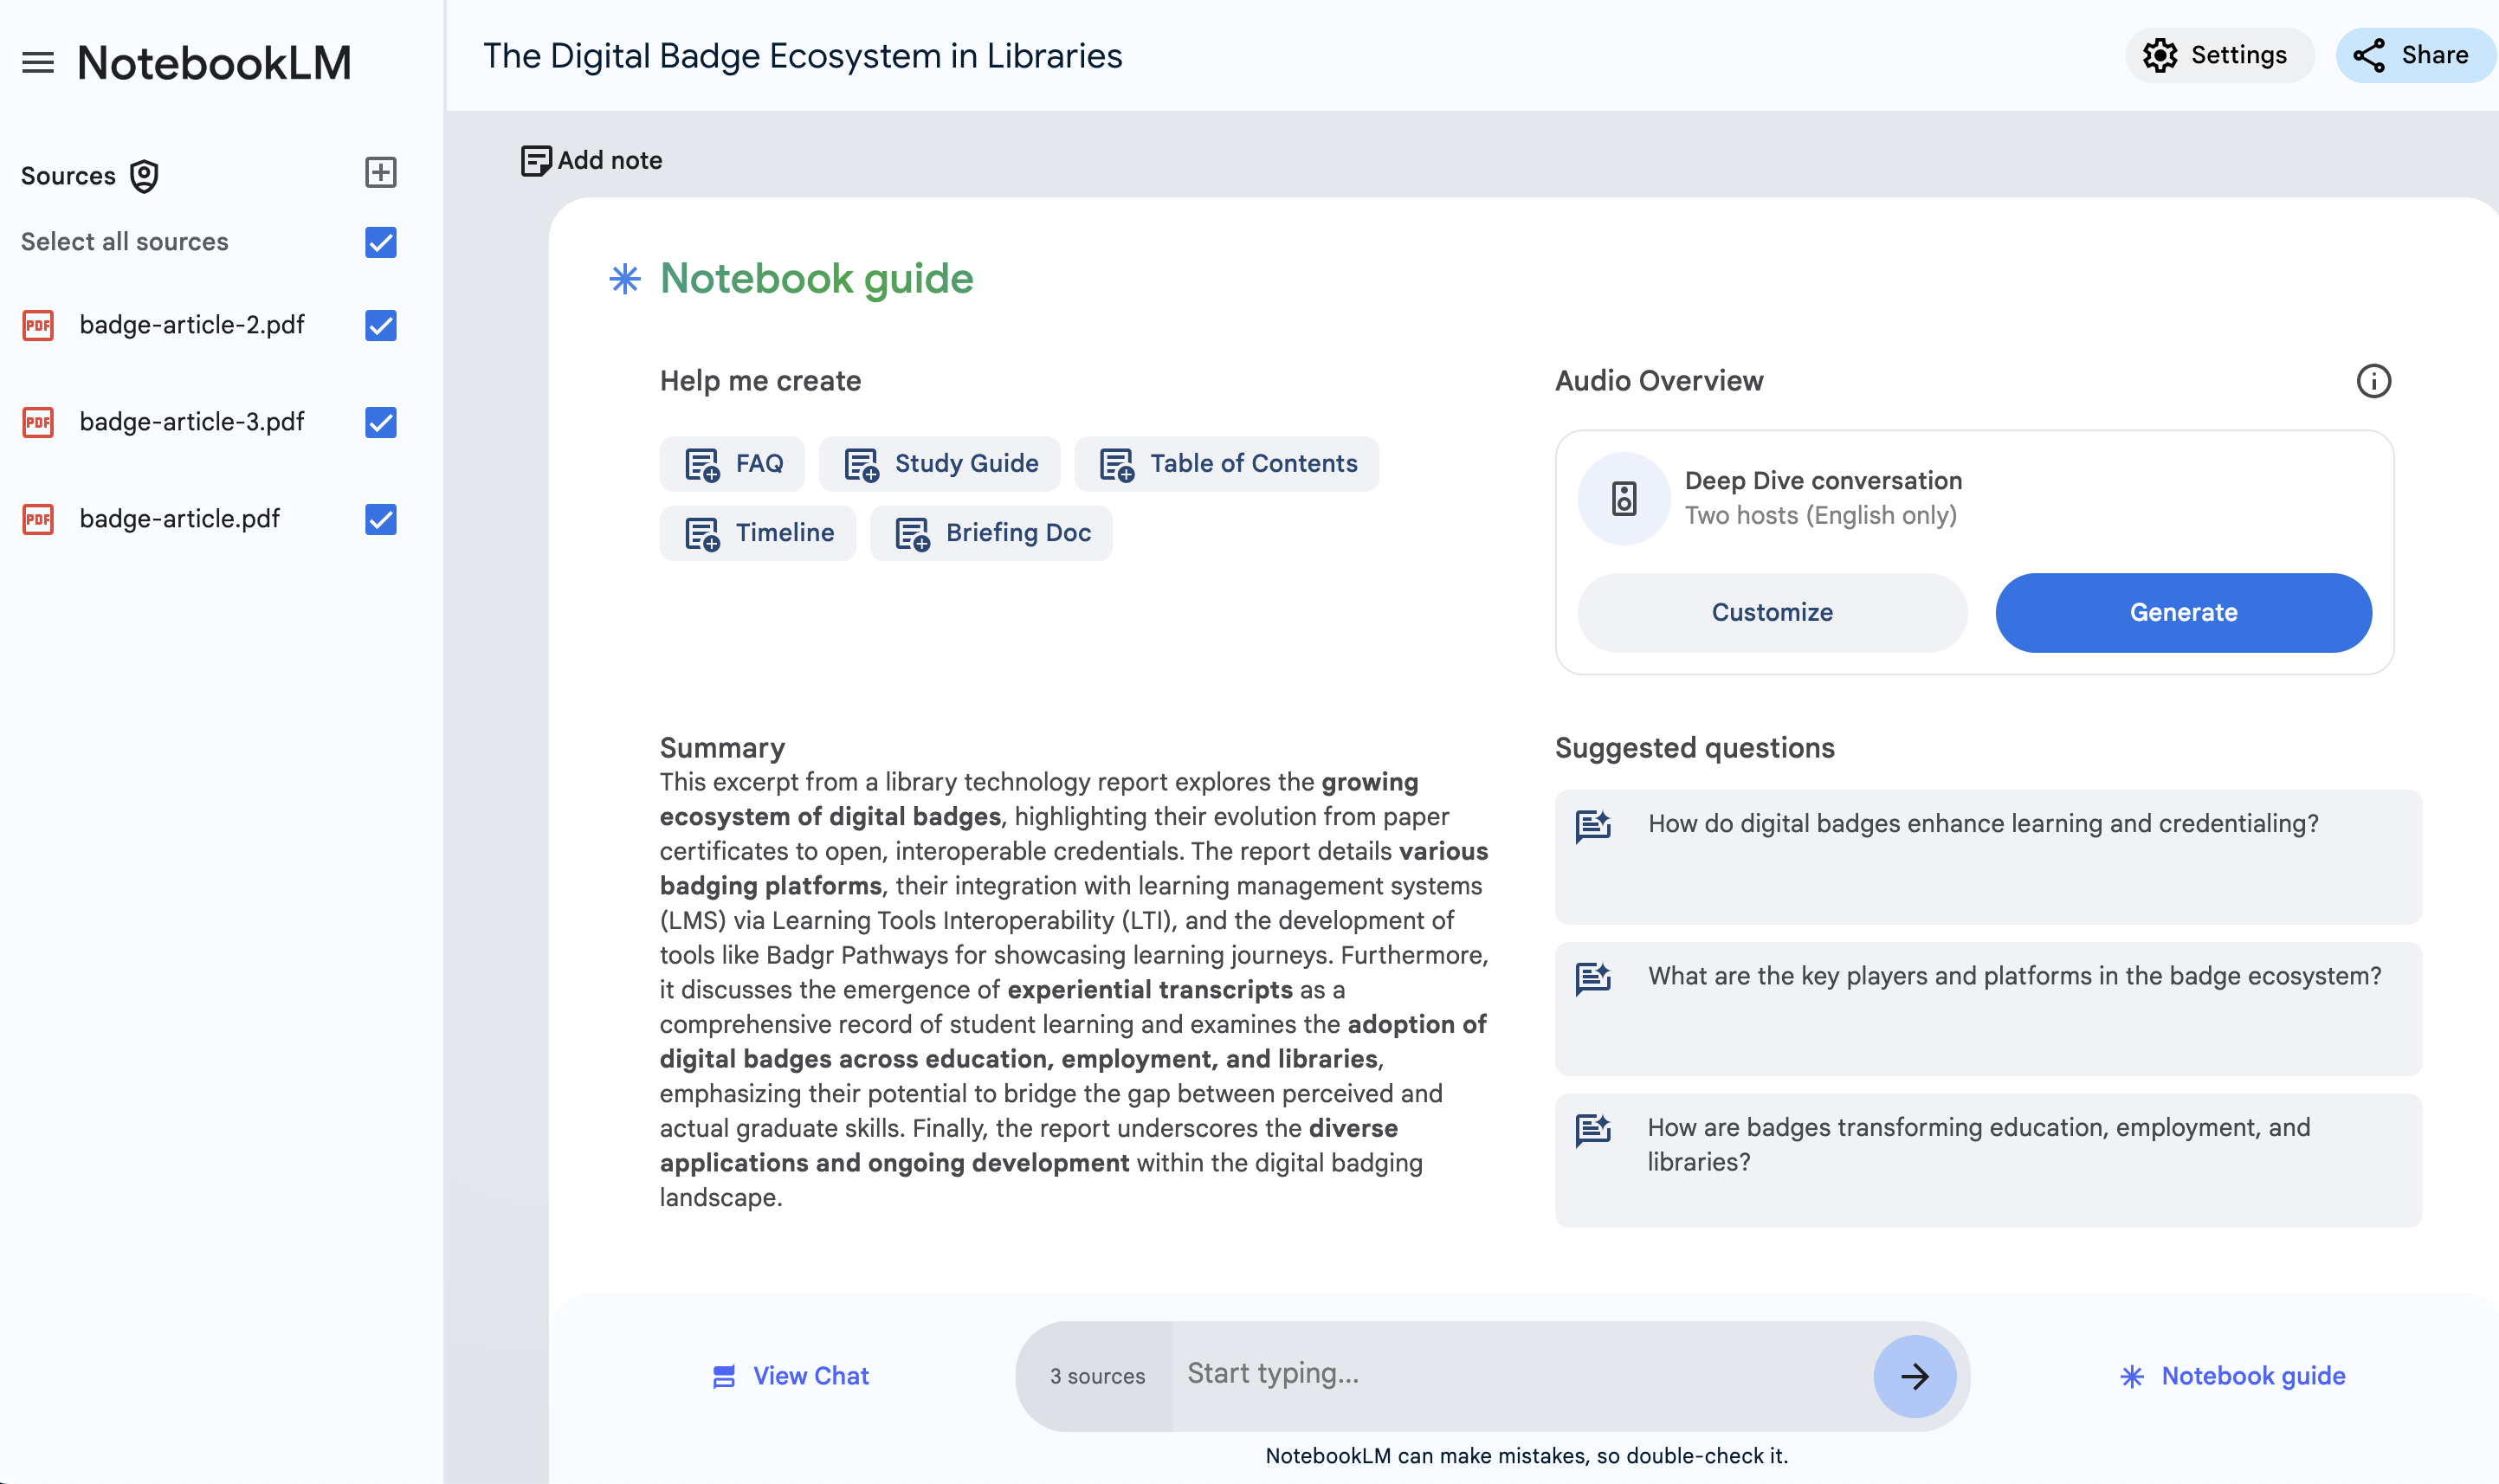 NotebookLM
The Digital Badge Ecosystem in Libraries
Settings
Share
Sources
Select all sources
PDF badge-article-2.pdf
PDF badge-article-3.pdf
PDF badge-article.pdf
Add note
Notebook guide
Help me create
FAQ
Study Guide
Table of Contents
Timeline
Briefing Doc
Audio Overview
Deep Dive conversation
Two hosts (English only)
Customize
Generate
Summary
This excerpt from a library technology report explores the growing
ecosystem of digital badges, highlighting their evolution from paper
certificates to open, interoperable credentials. The report details various
badging platforms, their integration with learning management systems
(LMS) via Learning Tools Interoperability (LTI), and the development of
tools like Badgr Pathways for showcasing learning journeys. Furthermore,
it discusses the emergence of experiential transcripts as a
comprehensive record of student learning and examines the adoption of
digital badges across education, employment, and libraries,
emphasizing their potential to bridge the gap between perceived and
actual graduate skills. Finally, the report underscores the diverse
applications and ongoing development within the digital badging
landscape.
Suggested questions
How do digital badges enhance learning and credentialing?
What are the key players and platforms in the badge ecosystem?
How are badges transforming education, employment, and
libraries?
View Chat
3 sources
Start typing...
Notebook guide
NotebookLM can make mistakes, so double-check it.